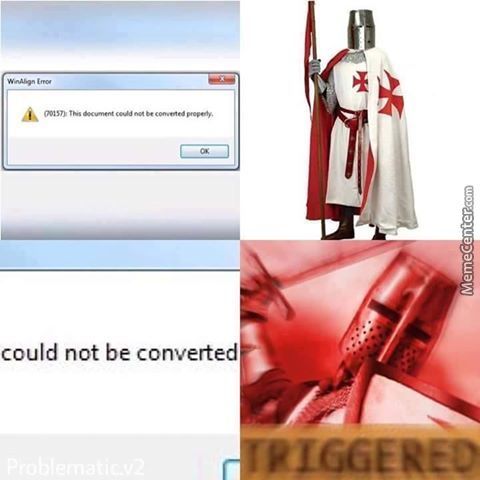 WinAlign Error
(70157): This document could not be converted properly.
OK
MemeCenter.com
could not be converted
Problematic.v2
TRIGGERED